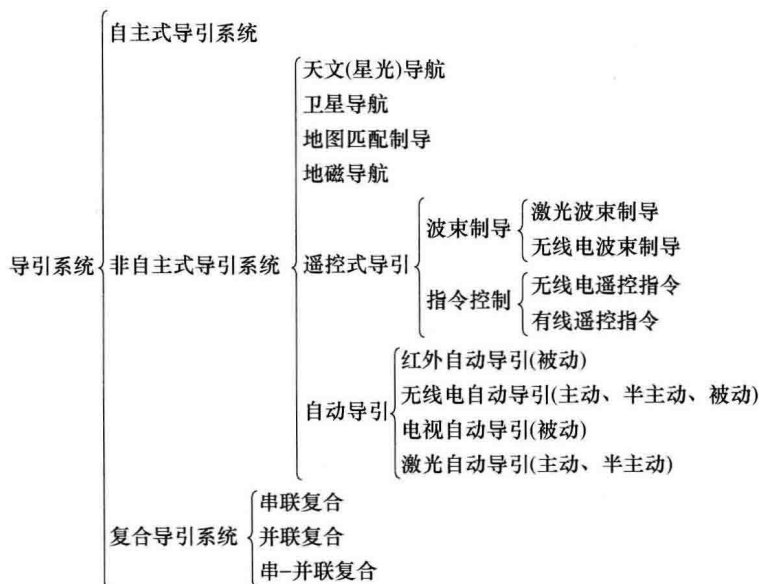 自主式导引系统
天文(星光)导航
卫星导航
地图匹配制导
地磁导航
导引系统
非自主式导引系统
遥控式导引
波束制导
激光波束制导
无线电波束制导
指令控制
无线电遥控指令
有线遥控指令
自动导引
红外自动导引(被动)
无线电自动导引(主动、半主动、被动)
电视自动导引(被动)
激光自动导引(主动、半主动)
复合导引系统
串联复合
并联复合
串-并联复合